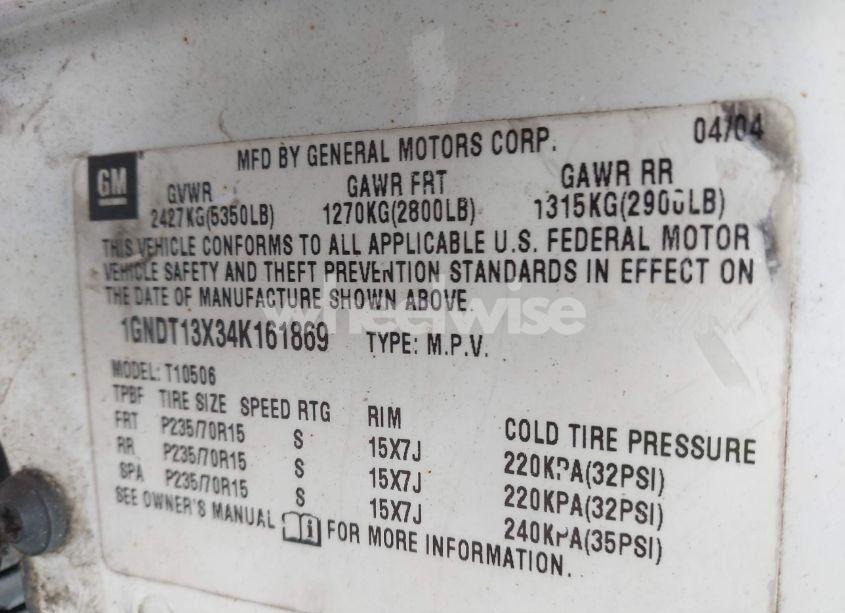 04/04
MFD BY GENERAL MOTORS CORP.
GM
GVWR GAWR FRT GAWR RR
2427KG(5350LB) 1270KG(2800LB) 1315KG(2900LB)
THIS VEHICLE CONFORMS TO ALL APPLICABLE U.S. FEDERAL MOTOR
VEHICLE SAFETY AND THEFT PREVENTION STANDARDS IN EFFECT ON
THE DATE OF MANUFACTURE SHOWN ABOVE.
wheelwise
1GNDT13X34K161869 TYPE: M.P.V.
MODEL: T10506
TPBF TIRE SIZE SPEED RTG RIM COLD TIRE PRESSURE
FRT P235/70R15 S 15X7J 220KPA(32PSI)
RR P235/70R15 S 15X7J 220KPA(32PSI)
SPA P235/70R15 S 15X7J 240KPA(35PSI)
SEE OWNER'S MANUAL i FOR MORE INFORMATION.